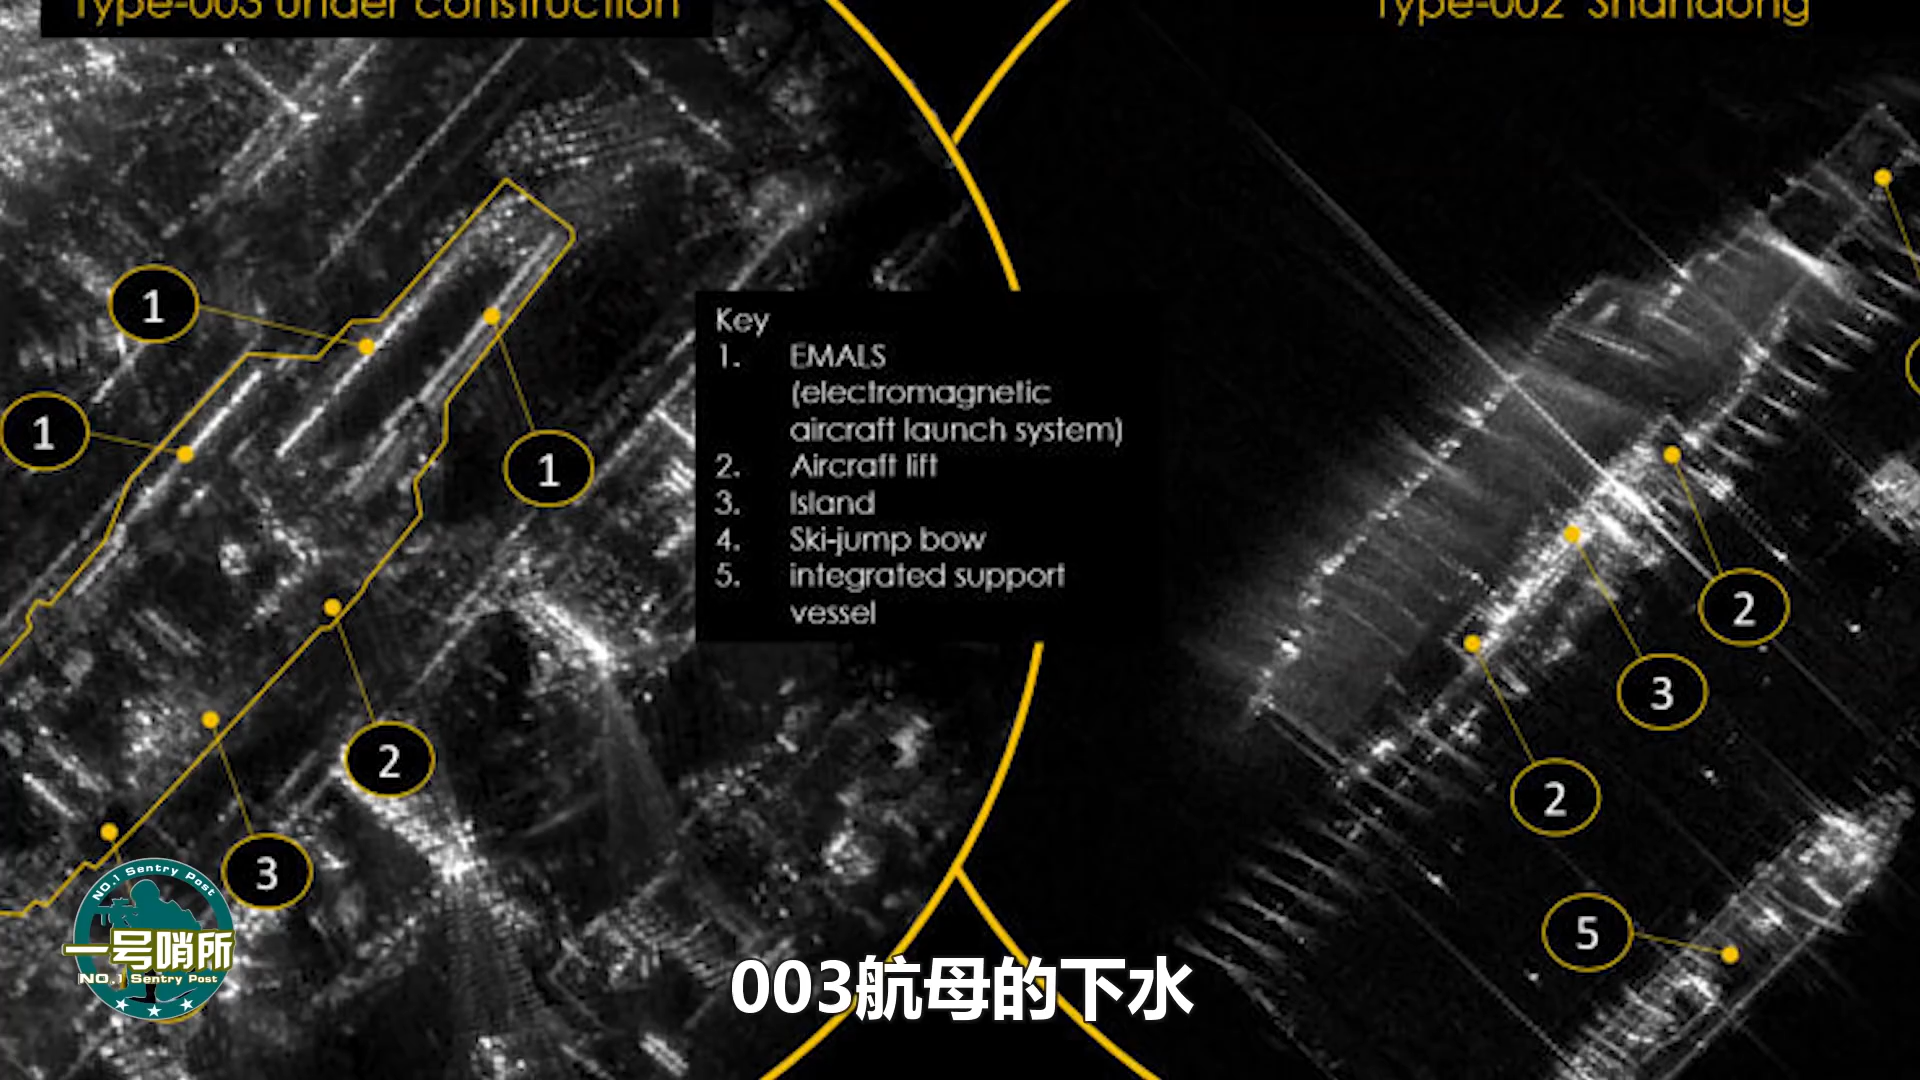 Type-003 under construction
Type-002 Shandong
1
1
1
2
3
Key
1. EMALS
(electromagnetic
aircraft launch system)
2. Aircraft lift
3. Island
4. Ski-jump bow
5. integrated support
vessel
2
3
2
5
NO.1 Sentry Post
一号哨所
NO.1 Sentry Post
003航母的下水